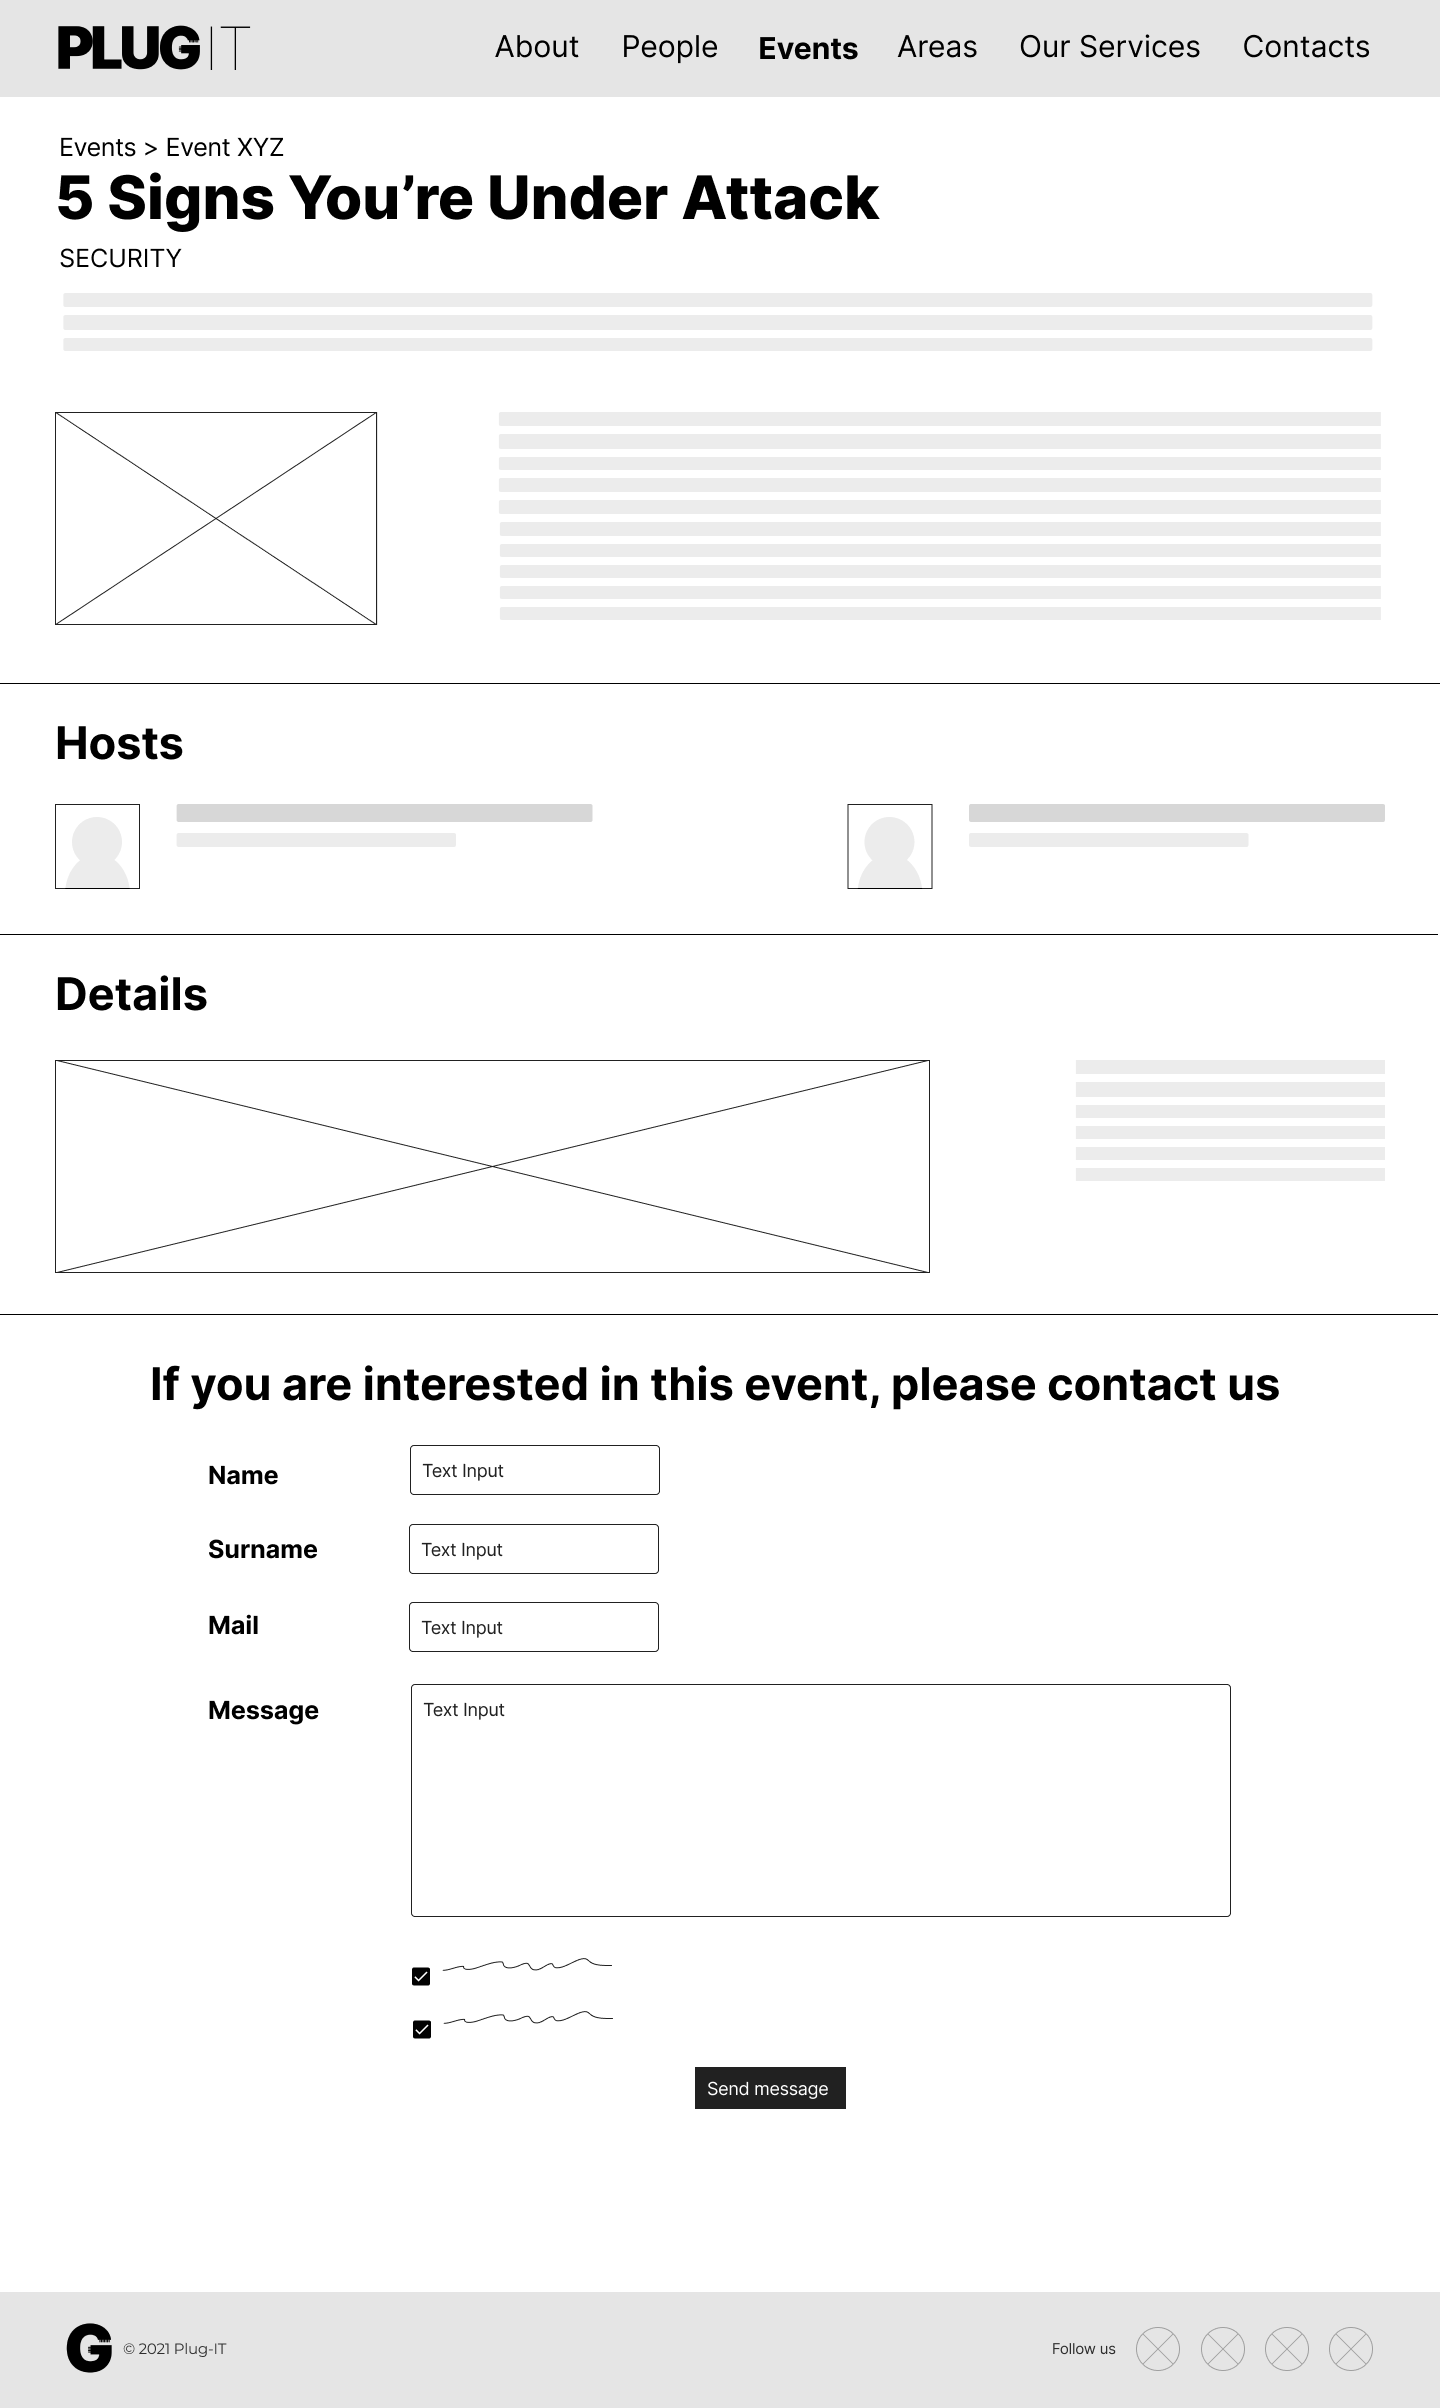 PLUGIT
About People Events Areas Our Services Contacts
Events > Event XYZ
5 Signs You’re Under Attack
SECURITY
Hosts
Details
If you are interested in this event, please contact us
Name
Text Input
Surname
Text Input
Mail
Text Input
Message
Text Input
Send message
G © 2021 Plug-IT
Follow us